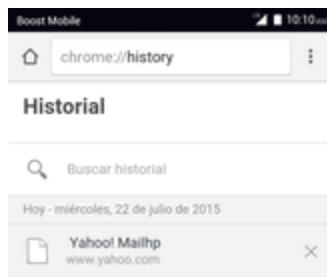 Boost Mobile 10:10
chrome://history
Historial
Buscar historial
Hoy - miércoles, 22 de julio de 2015
Yahoo! Mailhp
www.yahoo.com